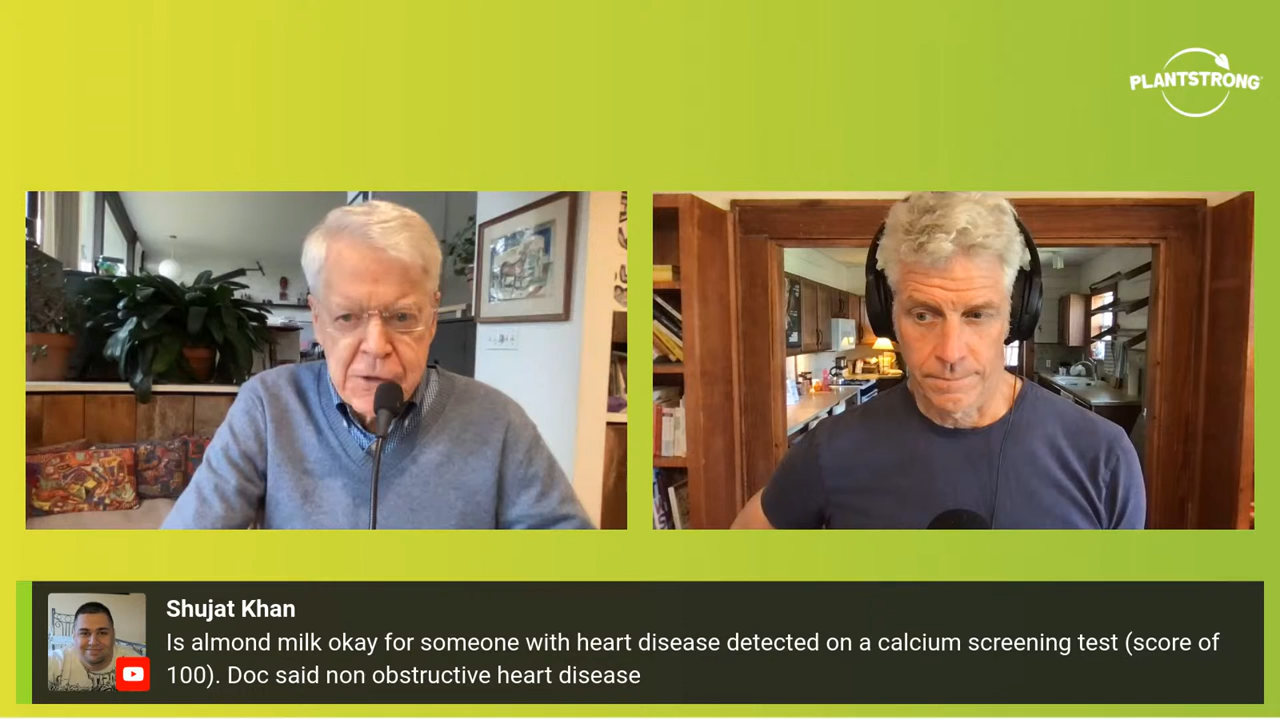 PLANTSTRONG
Shujat Khan
Is almond milk okay for someone with heart disease detected on a calcium screening test (score of
100). Doc said non obstructive heart disease